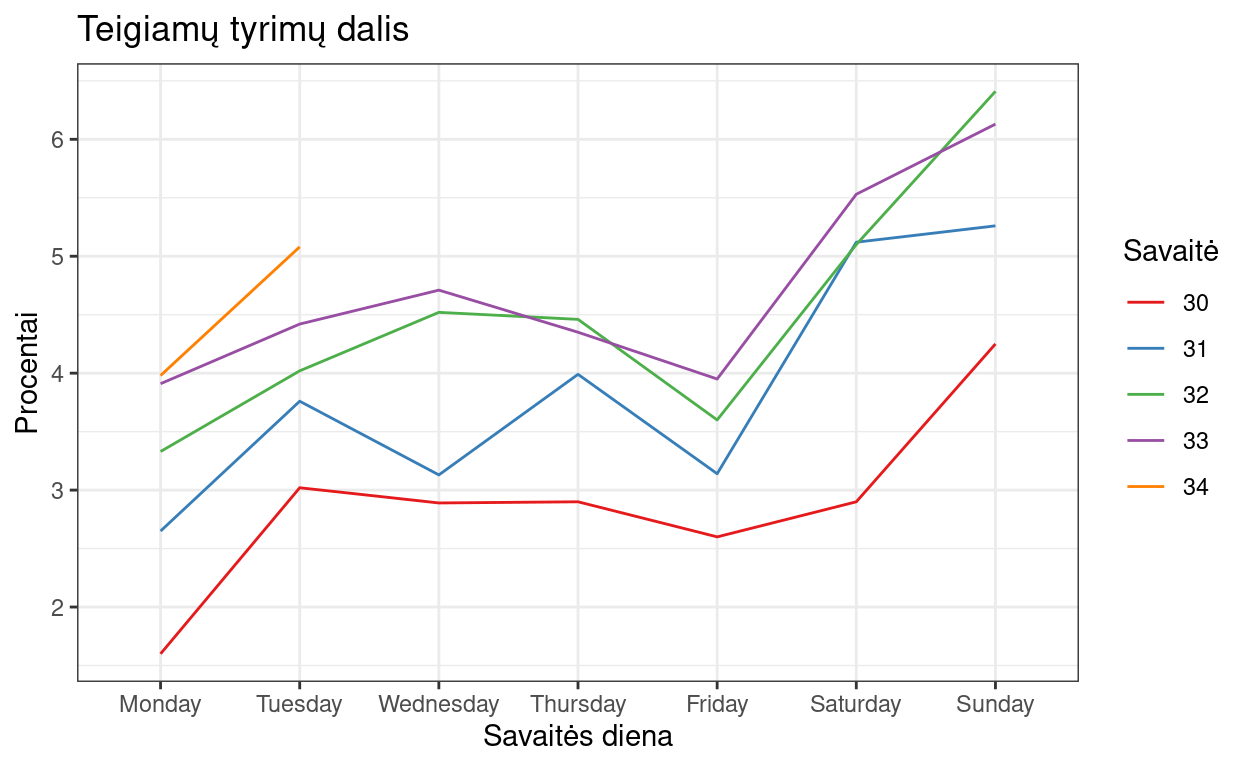 Teigiamų tyrimų dalis
Procentai
6
5
4
3
2
Monday Tuesday Wednesday Thursday Friday Saturday Sunday
Savaitės diena
Savaitė
30
31
32
33
34